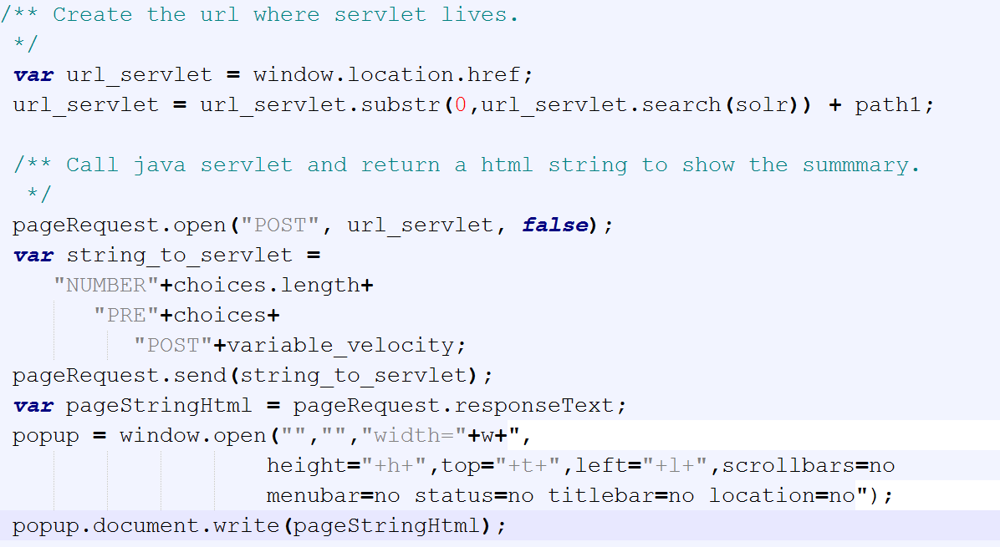 /** Create the url where servlet lives.
 */
 var url_servlet = window.location.href;
 url_servlet = url_servlet.substr(0,url_servlet.search(solr)) + path1;
 /** Call java servlet and return a html string to show the summmary.
  */
 pageRequest.open("POST", url_servlet, false);
 var string_to_servlet =
    "NUMBER"+choices.length+
       "PRE"+choices+
          "POST"+variable_velocity;
 pageRequest.send(string_to_servlet);
 var pageStringHtml = pageRequest.responseText;
 popup = window.open("","","width="+w+",
                    height="+h+",top="+t+",left="+l+",scrollbars=no
                    menubar=no status=no titlebar=no location=no");
 popup.document.write(pageStringHtml);